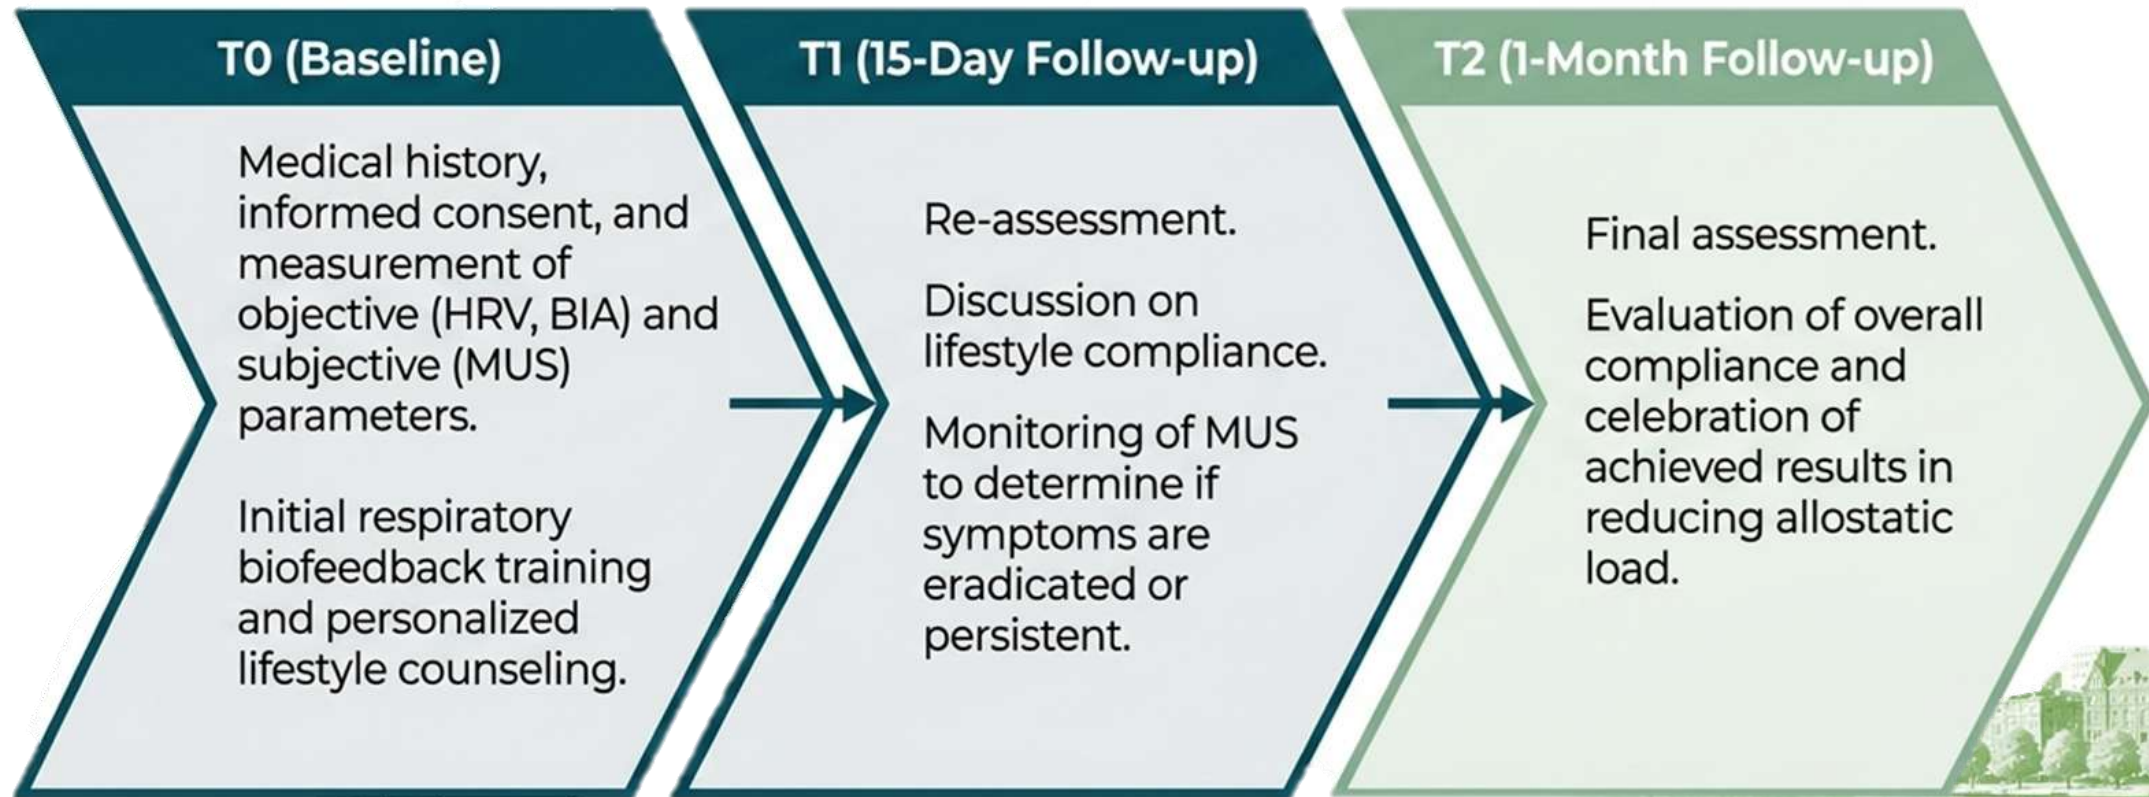 T0 (Baseline)
Medical history,
informed consent, and
measurement of
objective (HRV, BIA) and
subjective (MUS)
parameters.
Initial respiratory
biofeedback training
and personalized
lifestyle counseling.
T1 (15-Day Follow-up)
Re-assessment.
Discussion on
lifestyle compliance.
Monitoring of MUS
to determine if
symptoms are
eradicated or
persistent.
T2 (1-Month Follow-up)
Final assessment.
Evaluation of overall
compliance and
celebration of
achieved results in
reducing allostatic
load.